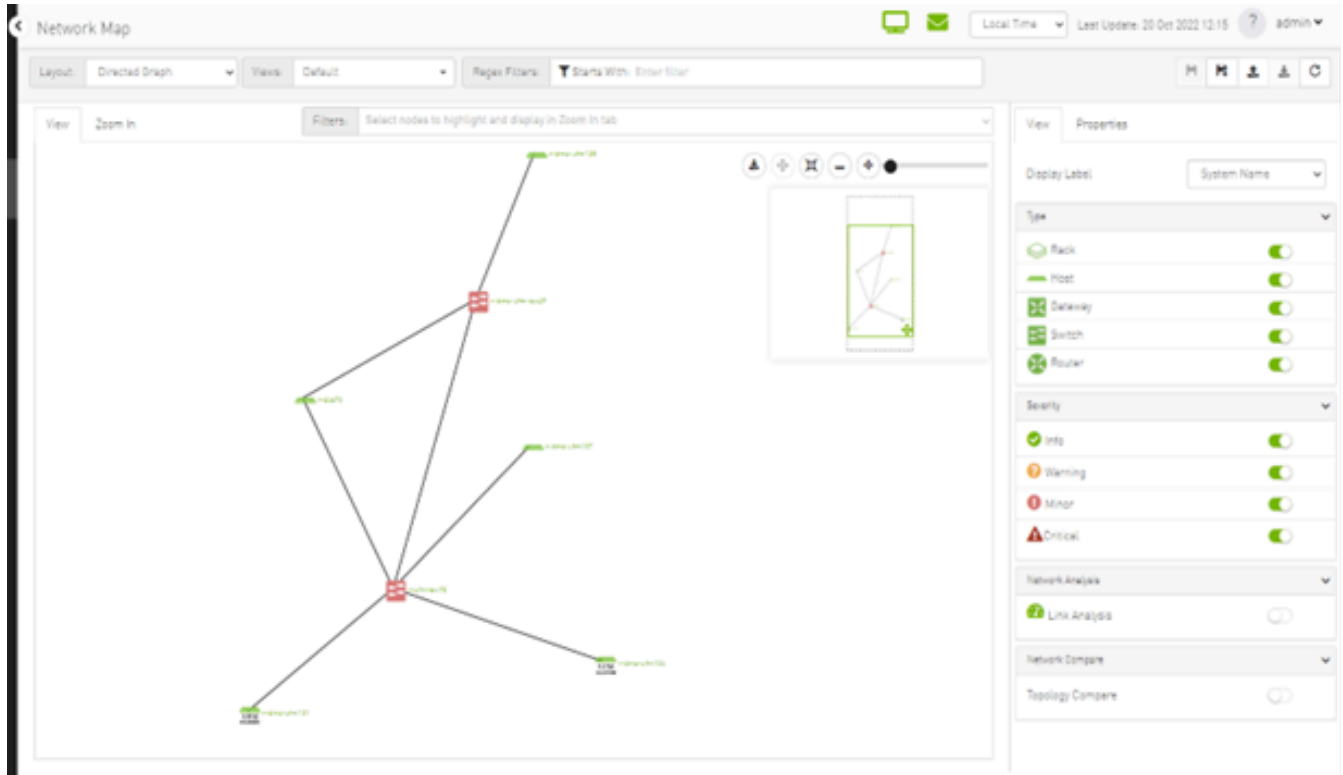 Network Map
Local Time
Last Update: 20 Oct 2022 12:15
?
admin
Layout:
Directed Graph
Views:
Default
Regex Filters:
Starts With:
Enter filter
View
Zoom In
Filters:
Select nodes to highlight and display in Zoom In tab
View
Properties
Display Label
System Name
Type
Rack
Host
Gateway
Switch
Router
Severity
Info
Warning
Minor
Critical
Network Analysis
Link Analysis
Network Compare
Topology Compare